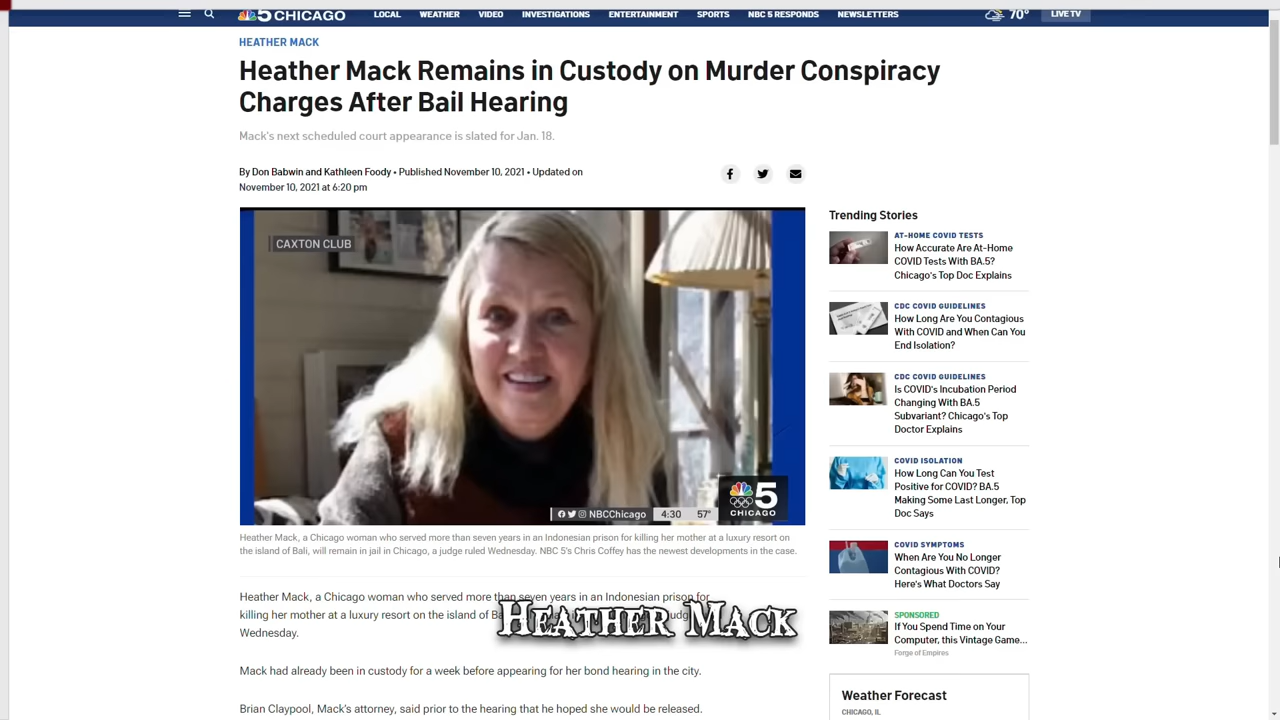 5 CHICAGO
LOCAL
WEATHER
VIDEO
INVESTIGATIONS
ENTERTAINMENT
SPORTS
NBC 5 RESPONDS
NEWSLETTERS
70°
LIVE TV
HEATHER MACK
Heather Mack Remains in Custody on Murder Conspiracy
Charges After Bail Hearing
Mack's next scheduled court appearance is slated for Jan. 18.
By Don Babwin and Kathleen Foody • Published November 10, 2021 • Updated on
November 10, 2021 at 6:20 pm
CAXTON CLUB
NBCChicago
4:30
57°
5
CHICAGO
Heather Mack, a Chicago woman who served more than seven years in an Indonesian prison for killing her mother at a luxury resort on
the island of Bali, will remain in jail in Chicago, a judge ruled Wednesday. NBC 5's Chris Coffey has the newest developments in the case.
Heather Mack, a Chicago woman who served more than seven years in an Indonesian prison for
killing her mother at a luxury resort on the island of
Wednesday.
HEATHER MACK
Mack had already been in custody for a week before appearing for her bond hearing in the city.
Brian Claypool, Mack's attorney, said prior to the hearing that he hoped she would be released.
Trending Stories
AT-HOME COVID TESTS
How Accurate Are At-Home
COVID Tests With BA.5?
Chicago's Top Doc Explains
CDC COVID GUIDELINES
How Long Are You Contagious
With COVID and When Can You
End Isolation?
CDC COVID GUIDELINES
Is COVID's Incubation Period
Changing With BA.5
Subvariant? Chicago's Top
Doctor Explains
COVID ISOLATION
How Long Can You Test
Positive for COVID? BA.5
Making Some Last Longer, Top
Doc Says
COVID SYMPTOMS
When Are You No Longer
Contagious With COVID?
Here's What Doctors Say
SPONSORED
If You Spend Time on Your
Computer, this Vintage Game...
Forge of Empires
Weather Forecast
CHICAGO, IL